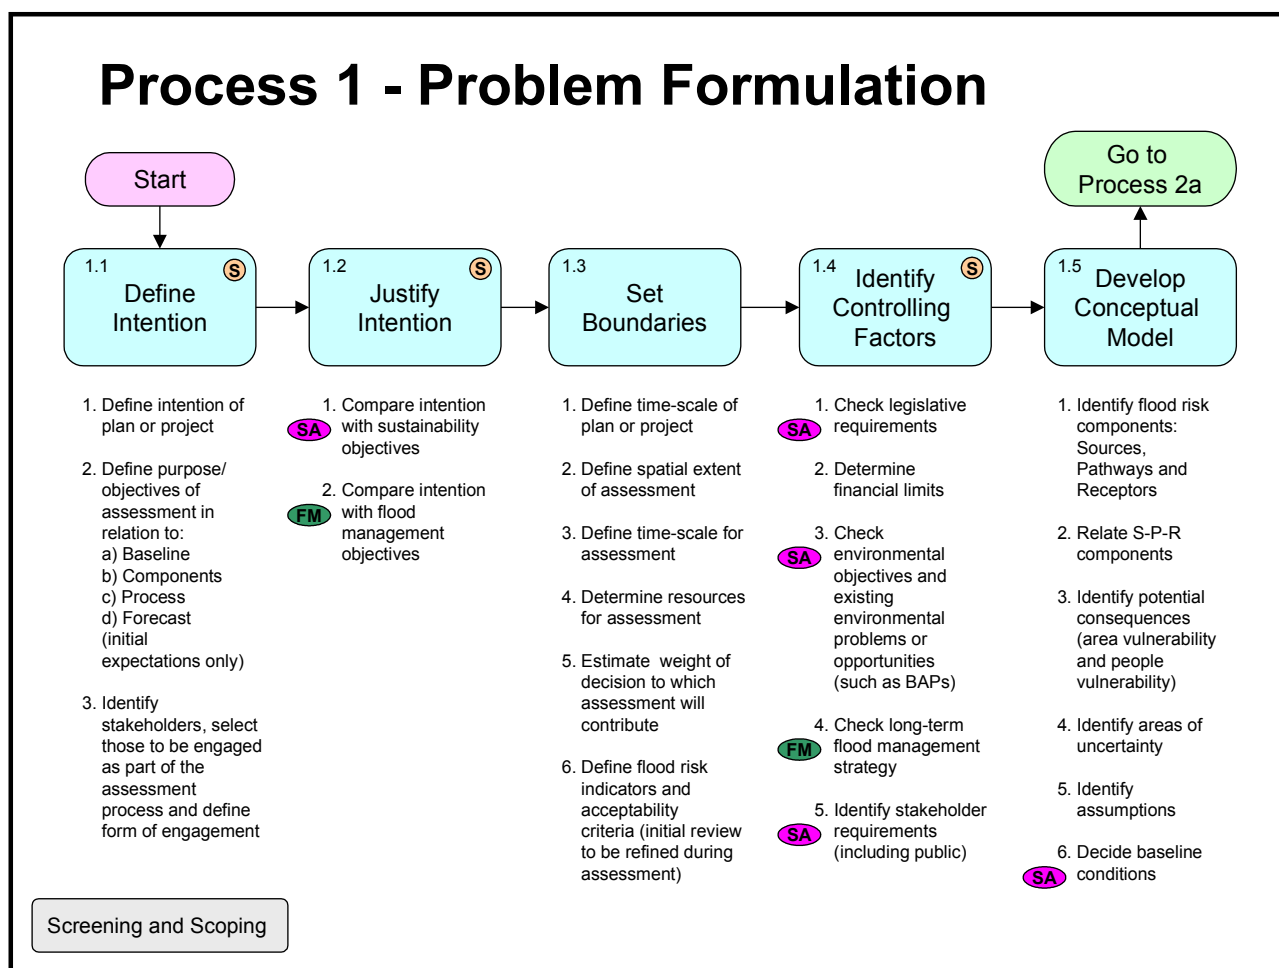 Process 1 - Problem Formulation
Start
Go to
Process 2a
1.1
S
Define
Intention
1.2
S
Justify
Intention
1.3
Set
Boundaries
1.4
S
Identify
Controlling
Factors
1.5
Develop
Conceptual
Model
1. Define intention of
plan or project
2. Define purpose/
objectives of
assessment in
relation to:
a) Baseline
b) Components
c) Process
d) Forecast
(initial
expectations only)
3. Identify
stakeholders, select
those to be engaged
as part of the
assessment
process and define
form of engagement
1. Compare intention
SA with sustainability
objectives
2. Compare intention
FM with flood
management
objectives
1. Define time-scale of
plan or project
2. Define spatial extent
of assessment
3. Define time-scale for
assessment
4. Determine resources
for assessment
5. Estimate weight of
decision to which
assessment will
contribute
6. Define flood risk
indicators and
acceptability
criteria (initial review
to be refined during
assessment)
1. Check legislative
SA requirements
2. Determine
financial limits
3. Check
SA environmental
objectives and
existing
environmental
problems or
opportunities
(such as BAPs)
4. Check long-term
FM flood management
strategy
5. Identify stakeholder
SA requirements
(including public)
1. Identify flood risk
components:
Sources,
Pathways and
Receptors
2. Relate S-P-R
components
3. Identify potential
consequences
(area vulnerability
and people
vulnerability)
4. Identify areas of
uncertainty
5. Identify
assumptions
6. Decide baseline
SA conditions
Screening and Scoping